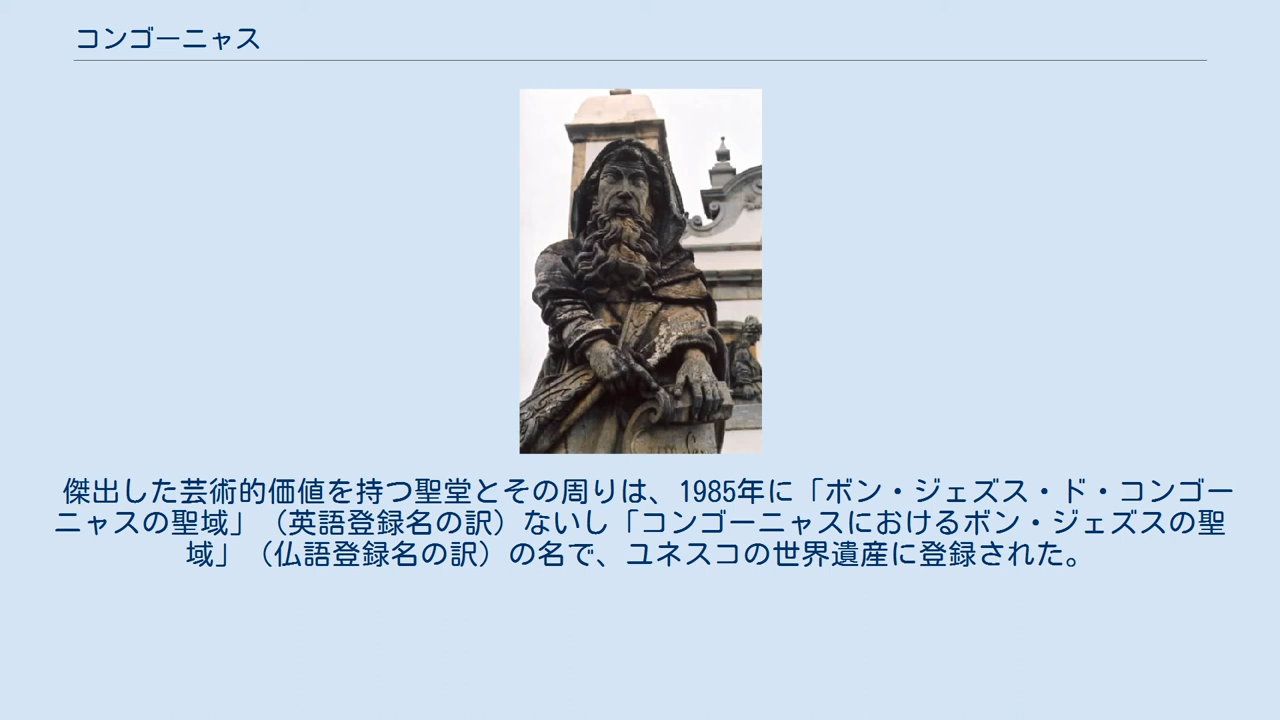 コンゴーニャス
傑出した芸術的価値を持つ聖堂とその周りは、1985年に「ボン・ジェズス・ド・コンゴー
ニャスの聖域」（英語登録名の訳）ないし「コンゴーニャスにおけるボン・ジェズスの聖
域」（仏語登録名の訳）の名で、ユネスコの世界遺産に登録された。